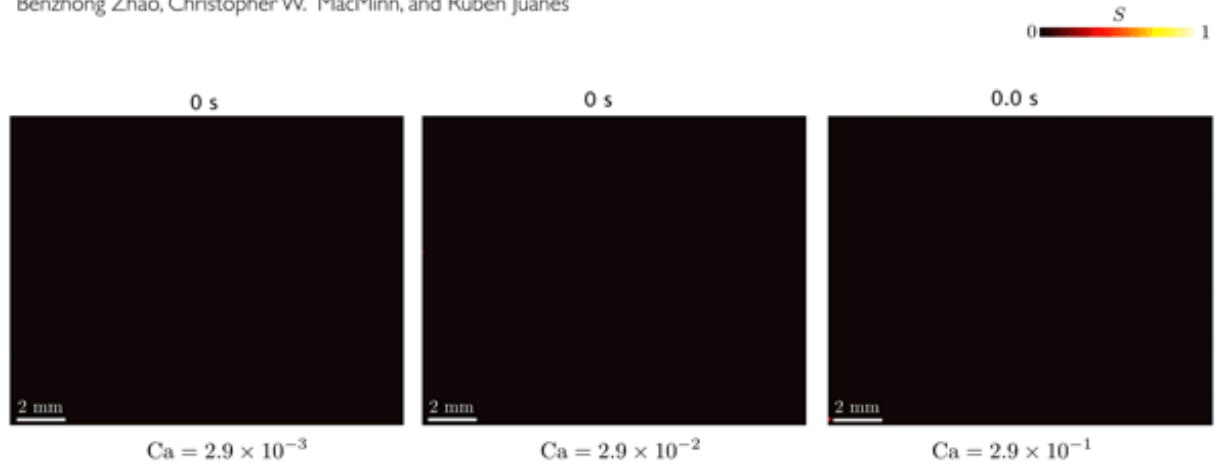 Benzhong Zhao, Christopher W. MacMinn, and Ruben Juanes
S
0 1
0 s 0 s 0.0 s
2 mm 2 mm 2 mm
Ca = 2.9 × 10⁻³ Ca = 2.9 × 10⁻² Ca = 2.9 × 10⁻¹